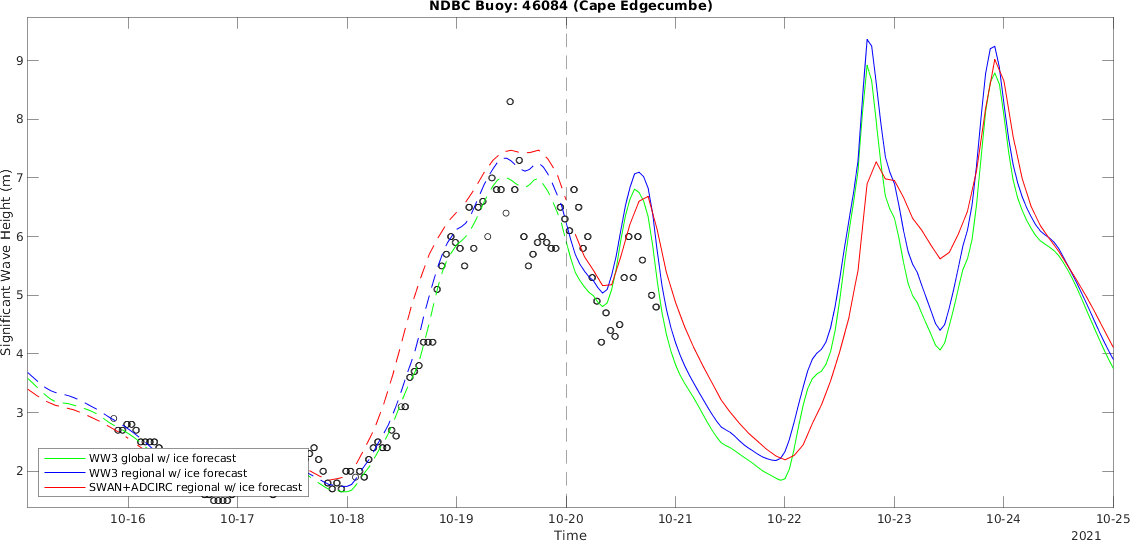 NDBC Buoy: 46084 (Cape Edgecumbe)
Significant Wave Height (m)
9
8
7
6
5
4
3
2
WW3 global w/ ice forecast
WW3 regional w/ ice forecast
SWAN+ADCIRC regional w/ ice forecast
10-16 10-17 10-18 10-19 10-20 10-21 10-22 10-23 10-24 10-25
Time
2021